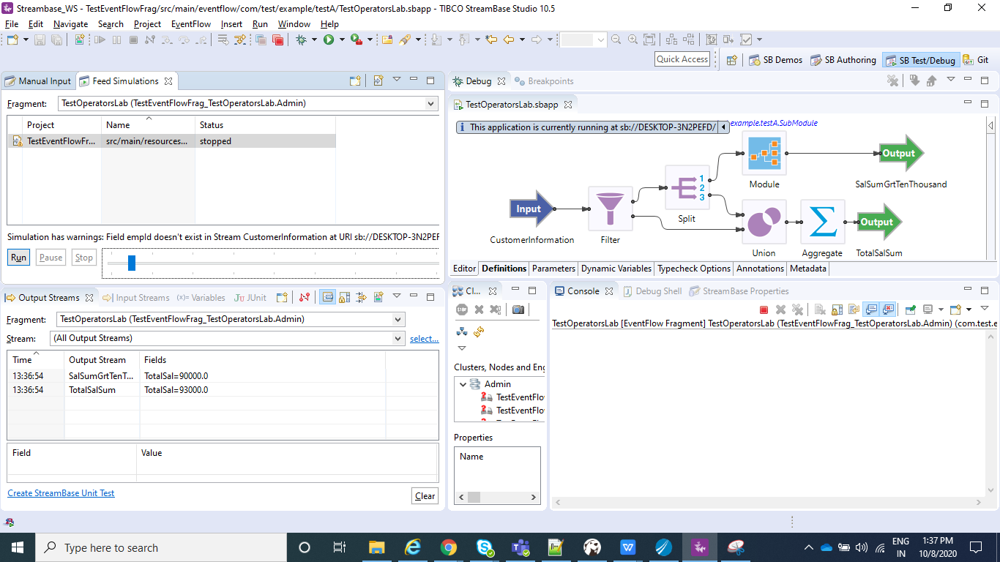 Streambase_WS - TestEventFlowFrag/src/main/eventflow/com/test/example/testA/TestOperatorsLab.sbapp - TIBCO StreamBase Studio 10.5
File Edit Navigate Search Project EventFlow Insert Run Window Help
Quick Access SB Demos SB Authoring SB Test/Debug Git
Manual Input Feed Simulations
Fragment: TestOperatorsLab (TestEventFlowFrag_TestOperatorsLab.Admin)
Project Name Status
TestEventFlowFr... src/main/resources... stopped
Simulation has warnings: Field empId doesn't exist in Stream CustomerInformation at URI sb://DESKTOP-3N2PEF
Run Pause Stop
Debug Breakpoints
TestOperatorsLab.sbapp
This application is currently running at sb://DESKTOP-3N2PEFD/
example.testA.SubModule
Module
Output
SalSumGrtTenThousand
1
2
3
Split
Input
CustomerInformation
Filter
Union
Aggregate
Output
TotalSalSum
Editor Definitions Parameters Dynamic Variables Typecheck Options Annotations Metadata
Output Streams Input Streams (x)= Variables JU JUnit
Fragment: TestOperatorsLab (TestEventFlowFrag_TestOperatorsLab.Admin)
Stream: (All Output Streams) select...
Time Output Stream Fields
13:36:54 SalSumGrtTenT... TotalSal=90000.0
13:36:54 TotalSalSum TotalSal=93000.0
Field Value
Create StreamBase Unit Test
Clear
Cl...
STOP
Clusters, Nodes and Eng
Admin
TestEventFlo
TestEventFlo
Properties
Name
Console Debug Shell StreamBase Properties
TestOperatorsLab [EventFlow Fragment] TestOperatorsLab (TestEventFlowFrag_TestOperatorsLab.Admin) (com.test.e
Type here to search
ENG
IN
1:37 PM
10/8/2020